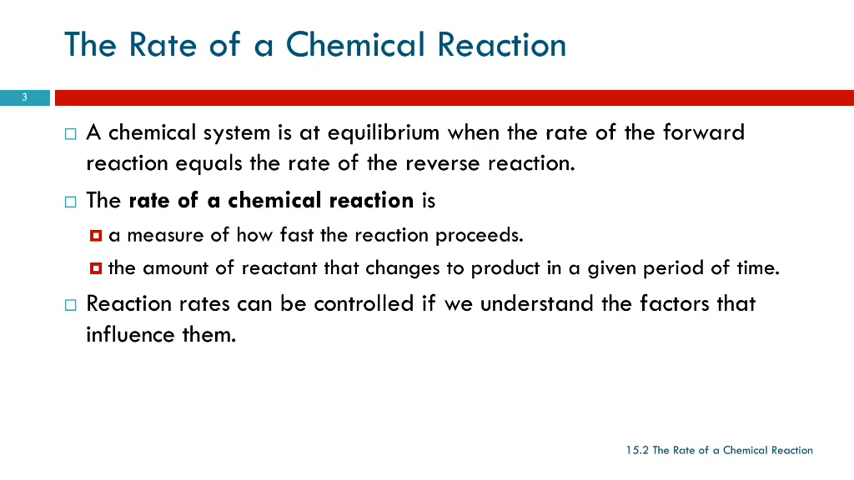 The Rate of a Chemical Reaction
3
A chemical system is at equilibrium when the rate of the forward
reaction equals the rate of the reverse reaction.
The rate of a chemical reaction is
a measure of how fast the reaction proceeds.
the amount of reactant that changes to product in a given period of time.
Reaction rates can be controlled if we understand the factors that
influence them.
15.2 The Rate of a Chemical Reaction